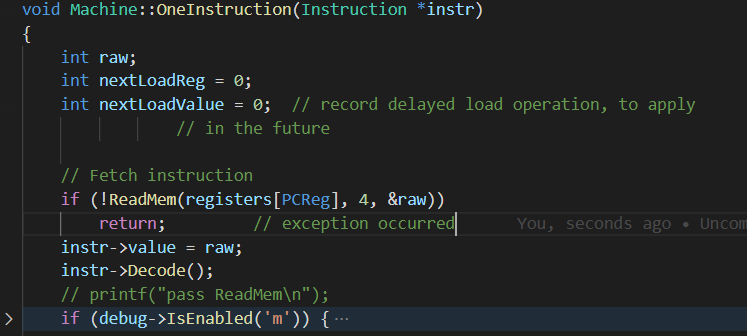 void Machine::OneInstruction(Instruction *instr)
{
    int raw;
    int nextLoadReg = 0;
    int nextLoadValue = 0;  // record delayed load operation, to apply
                // in the future

    // Fetch instruction
    if (!ReadMem(registers[PCReg], 4, &raw))
        return;         // exception occurred     You, seconds ago • Uncom
    instr->value = raw;
    instr->Decode();
    // printf("pass ReadMem\n");
    if (debug->IsEnabled('m')) { ⋯